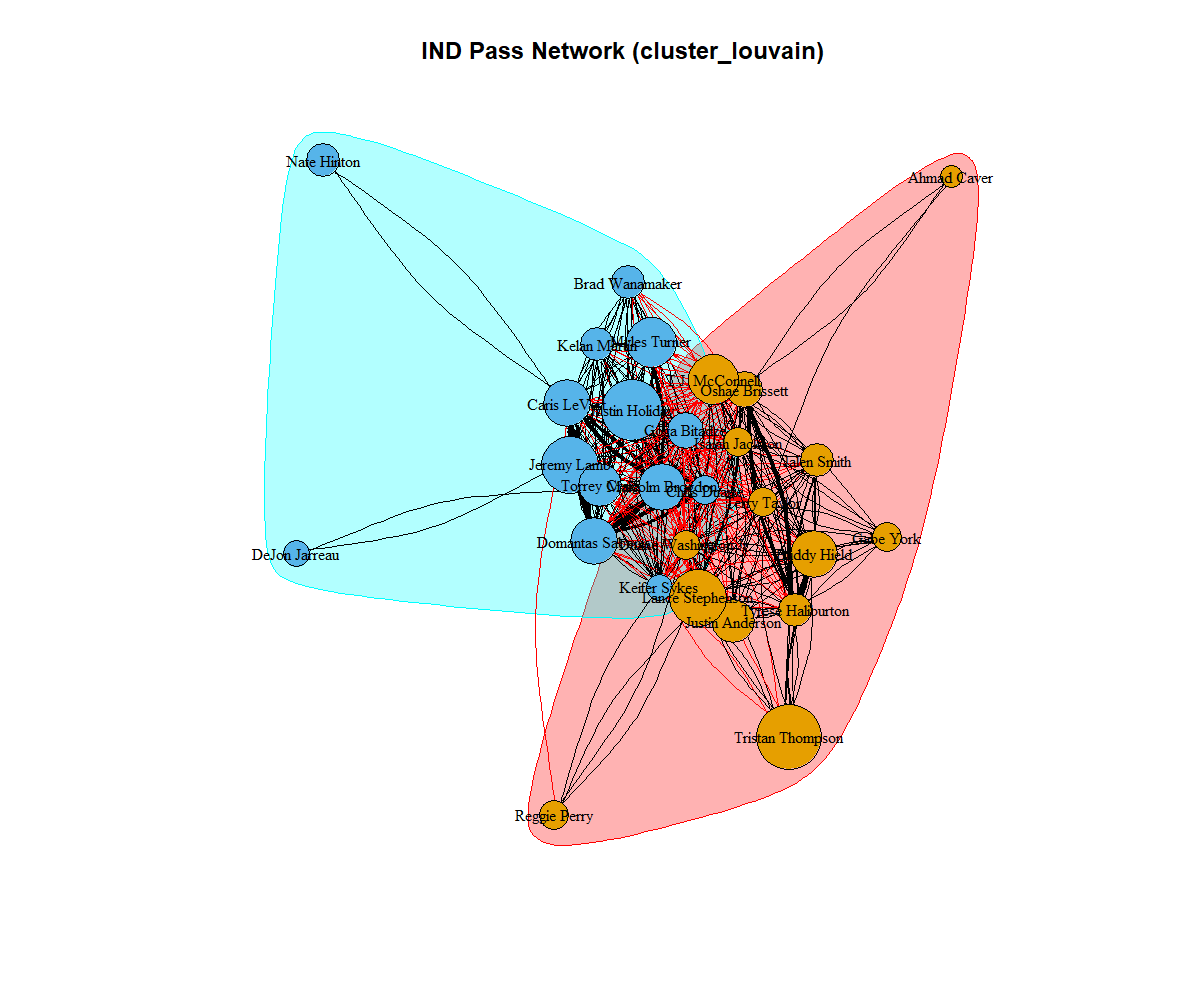 IND Pass Network (cluster_louvain)
Nate Hinton
Ahmad Caver
Brad Wanamaker
Kelan Martin
Myles Turner
McConnell
Oshae Brissett
Caris LeVert
Justin Holiday
Goga Bitadze
Isaiah Jackson
Jalen Smith
Jeremy Lamb
Torrey Craig
Malcolm Brogdon
Chris Duarte
Terry Taylor
Domantas Sabonis
Duane Washington
Buddy Hield
Gabe York
DeJon Jarreau
Keifer Sykes
Lance Stephenson
Tyrese Haliburton
Justin Anderson
Tristan Thompson
Reggie Perry